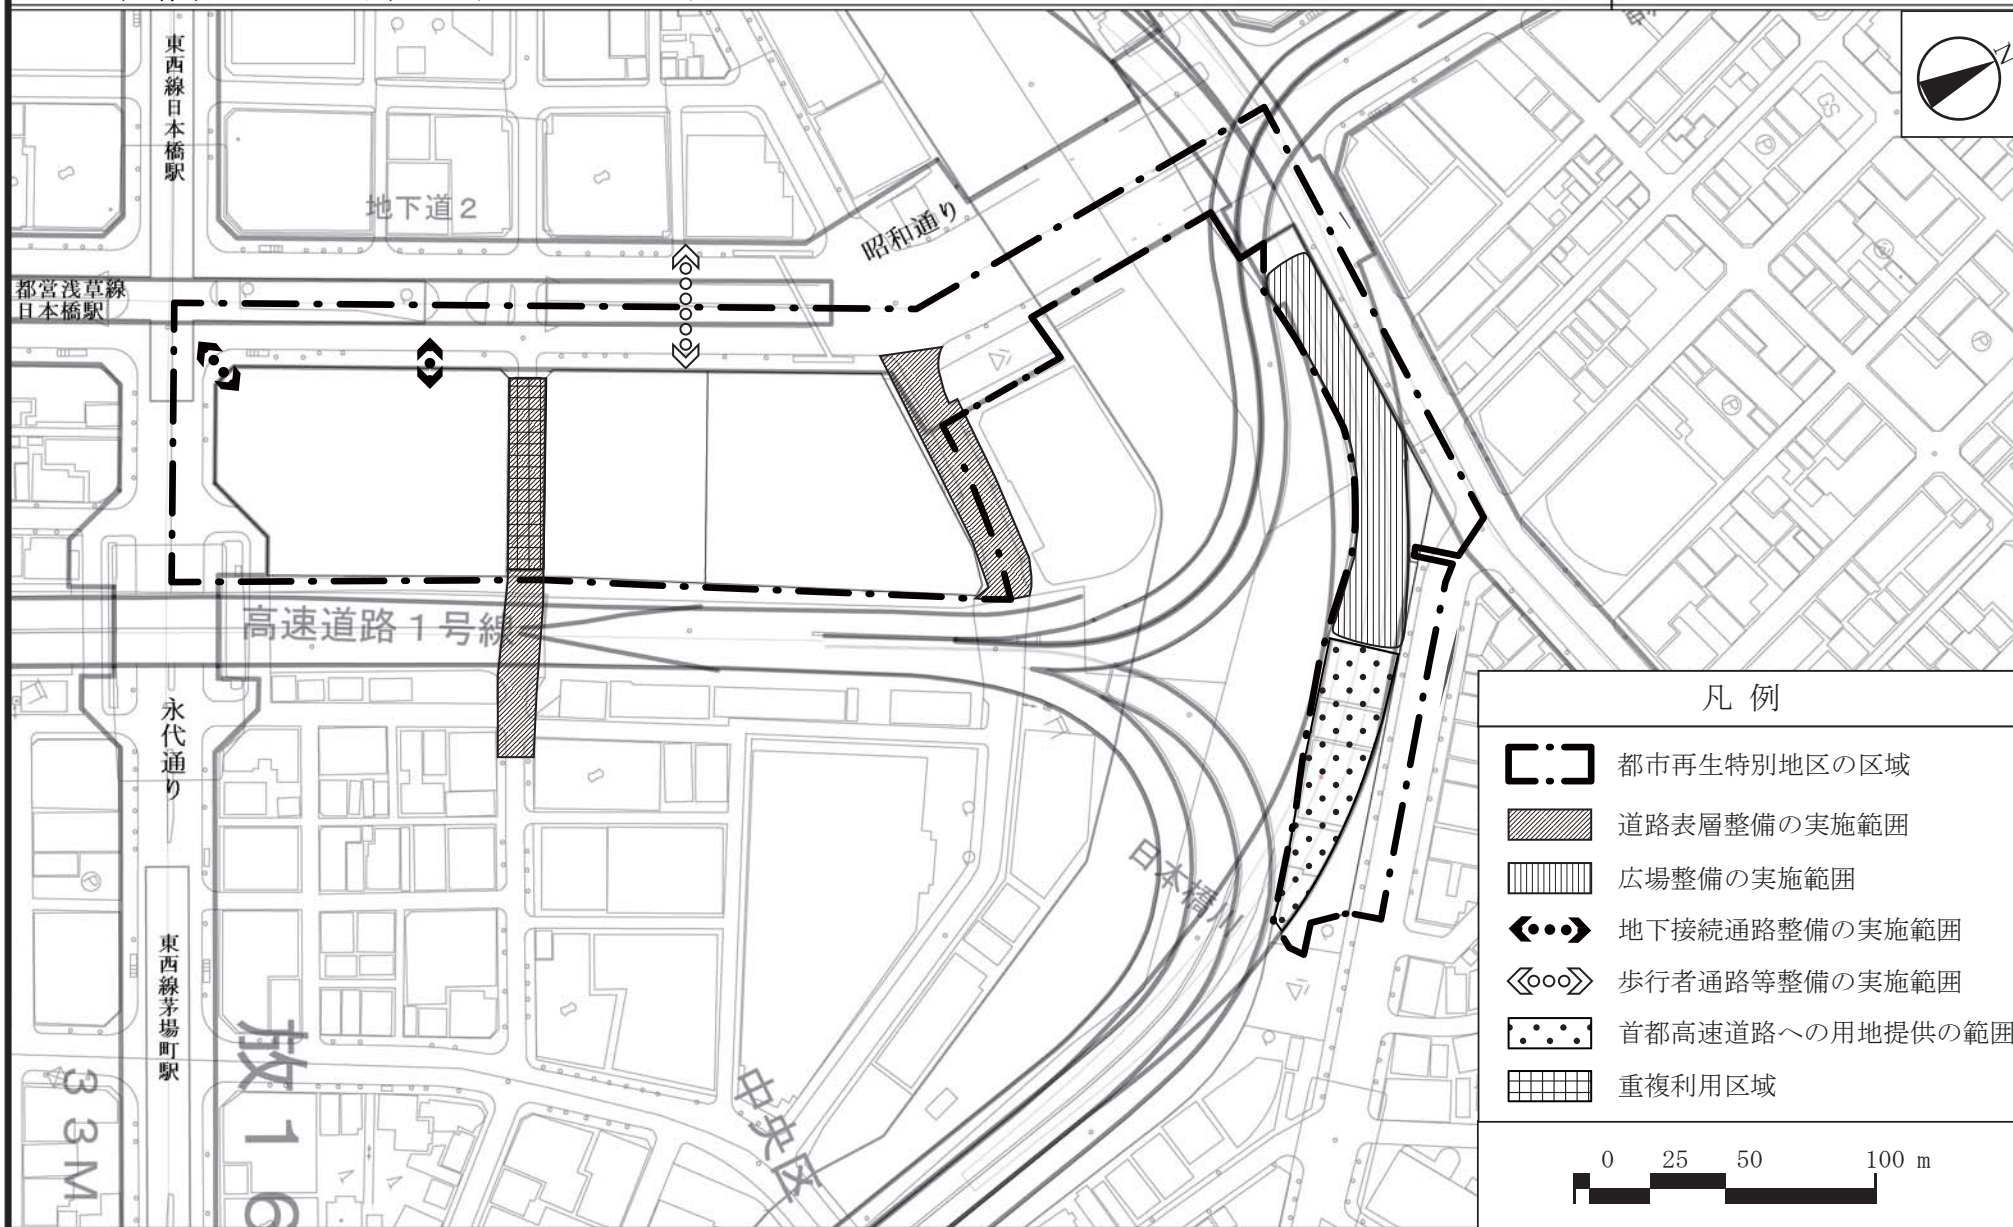 東西線日本橋駅
地下道2
昭和通り
都営浅草線
日本橋駅
高速道路1号線
永代通り
東西線茅場町駅
放16
33M
中央区
日本橋川
GS
P
P
P
P
N
凡例
都市再生特別地区の区域
道路表層整備の実施範囲
広場整備の実施範囲
地下接続通路整備の実施範囲
歩行者通路等整備の実施範囲
首都高速道路への用地提供の範囲
重複利用区域
0 25 50 100 m